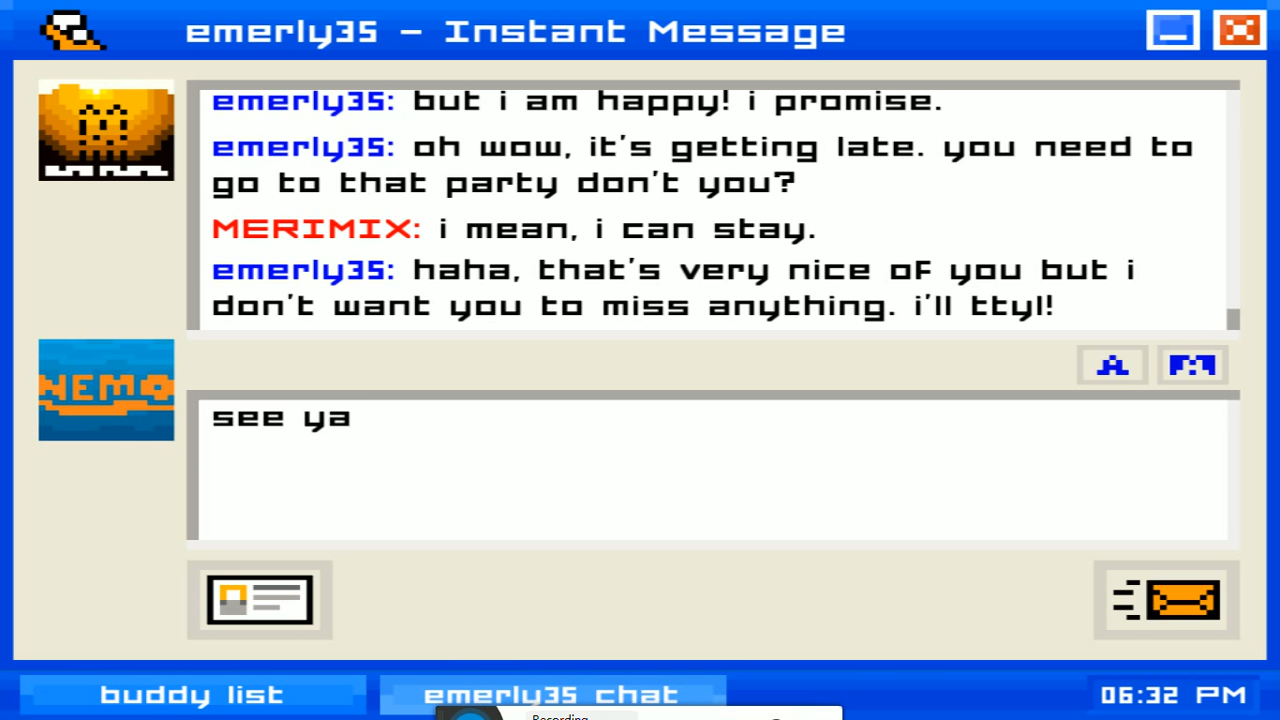 emerly35 - Instant Message
emerly35: but i am happy! i promise.
emerly35: oh wow, it's getting late. you need to
go to that party don't you?
MERIMIX: i mean, i can stay.
emerly35: haha, that's very nice of you but i
don't want you to miss anything. i'll ttyl!
NEMO
A M
see ya
buddy list
emerly35 chat
06:32 PM
Recording